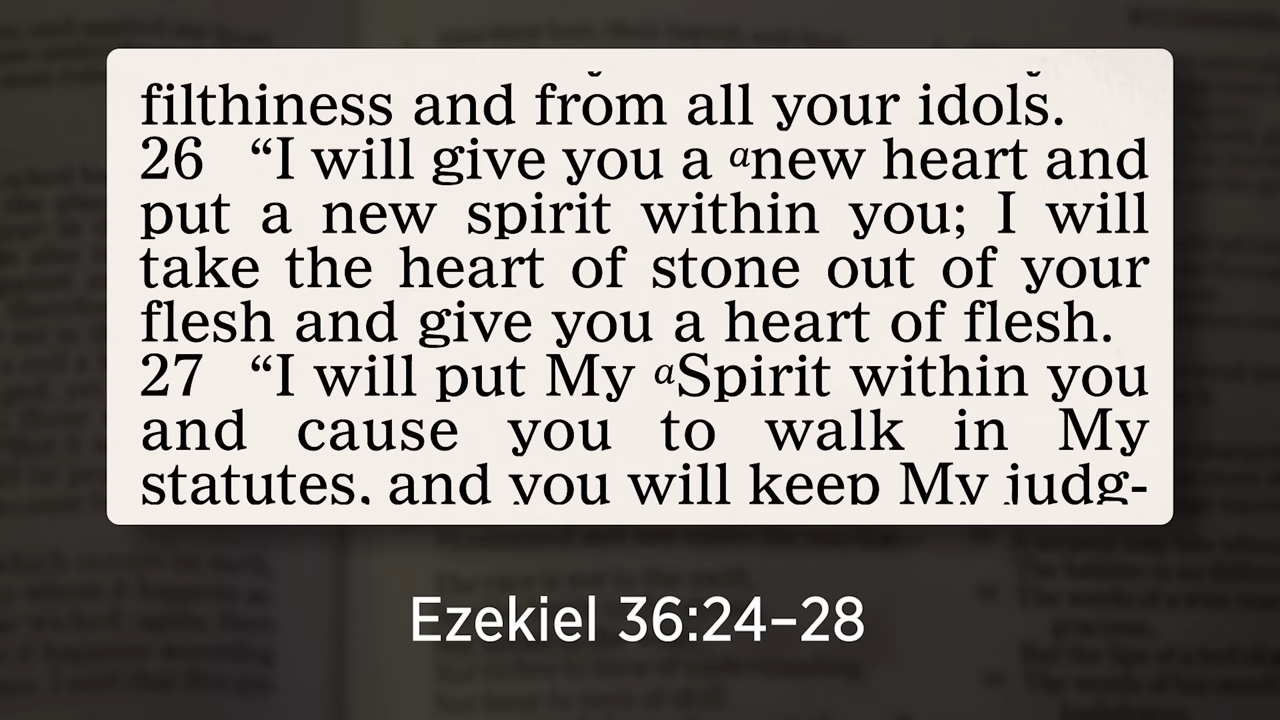 filthiness and from all your idols.
26 “I will give you a ᵃnew heart and
put a new spirit within you; I will
take the heart of stone out of your
flesh and give you a heart of flesh.
27 “I will put My ᵃSpirit within you
and cause you to walk in My
statutes, and you will keep My judg-
Ezekiel 36:24–28